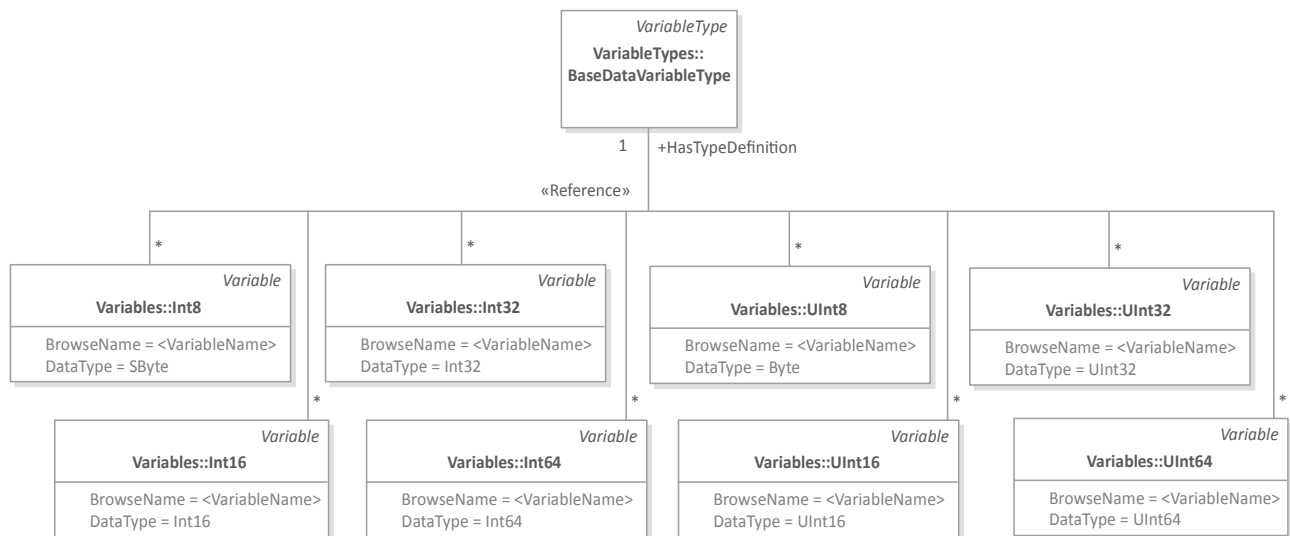 VariableType
VariableTypes::
BaseDataVariableType
1
+HasTypeDefinition
«Reference»
*
*
*
*
Variable
Variables::Int8
BrowseName = <VariableName>
DataType = SByte
Variable
Variables::Int32
BrowseName = <VariableName>
DataType = Int32
Variable
Variables::UInt8
BrowseName = <VariableName>
DataType = Byte
Variable
Variables::UInt32
BrowseName = <VariableName>
DataType = UInt32
*
*
*
*
Variable
Variables::Int16
BrowseName = <VariableName>
DataType = Int16
Variable
Variables::Int64
BrowseName = <VariableName>
DataType = Int64
Variable
Variables::UInt16
BrowseName = <VariableName>
DataType = UInt16
Variable
Variables::UInt64
BrowseName = <VariableName>
DataType = UInt64